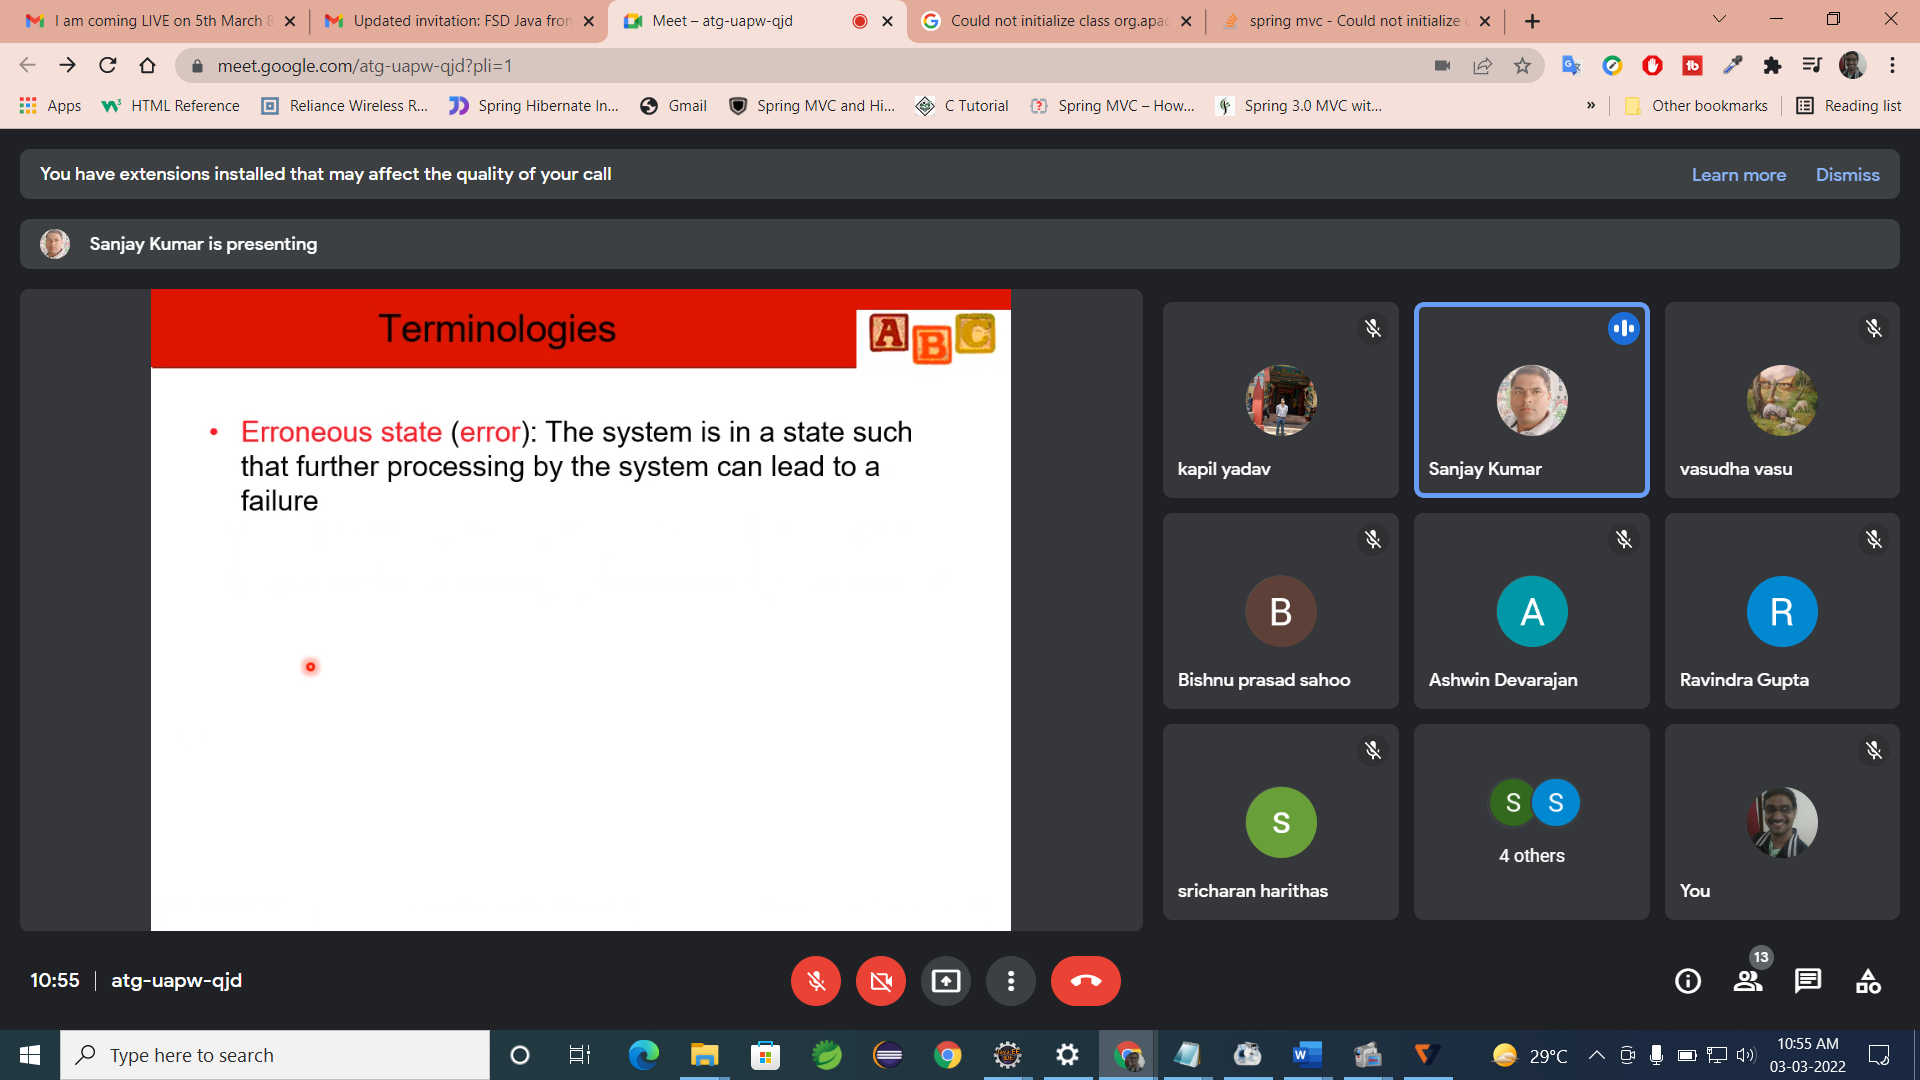 I am coming LIVE on 5th March 8
Updated invitation: FSD Java fron
Meet – atg-uapw-qjd
Could not initialize class org.apac
spring mvc - Could not initialize c
meet.google.com/atg-uapw-qjd?pli=1
Apps
HTML Reference
Reliance Wireless R...
Spring Hibernate In...
Gmail
Spring MVC and Hi...
C Tutorial
Spring MVC – How...
Spring 3.0 MVC wit...
»
Other bookmarks
Reading list
You have extensions installed that may affect the quality of your call
Learn more
Dismiss
Sanjay Kumar is presenting
Terminologies
A B C
• Erroneous state (error): The system is in a state such
that further processing by the system can lead to a
failure
kapil yadav
Sanjay Kumar
vasudha vasu
B
Bishnu prasad sahoo
A
Ashwin Devarajan
R
Ravindra Gupta
S
sricharan harithas
S S
4 others
You
10:55 | atg-uapw-qjd
13
Type here to search
29°C
10:55 AM
03-03-2022